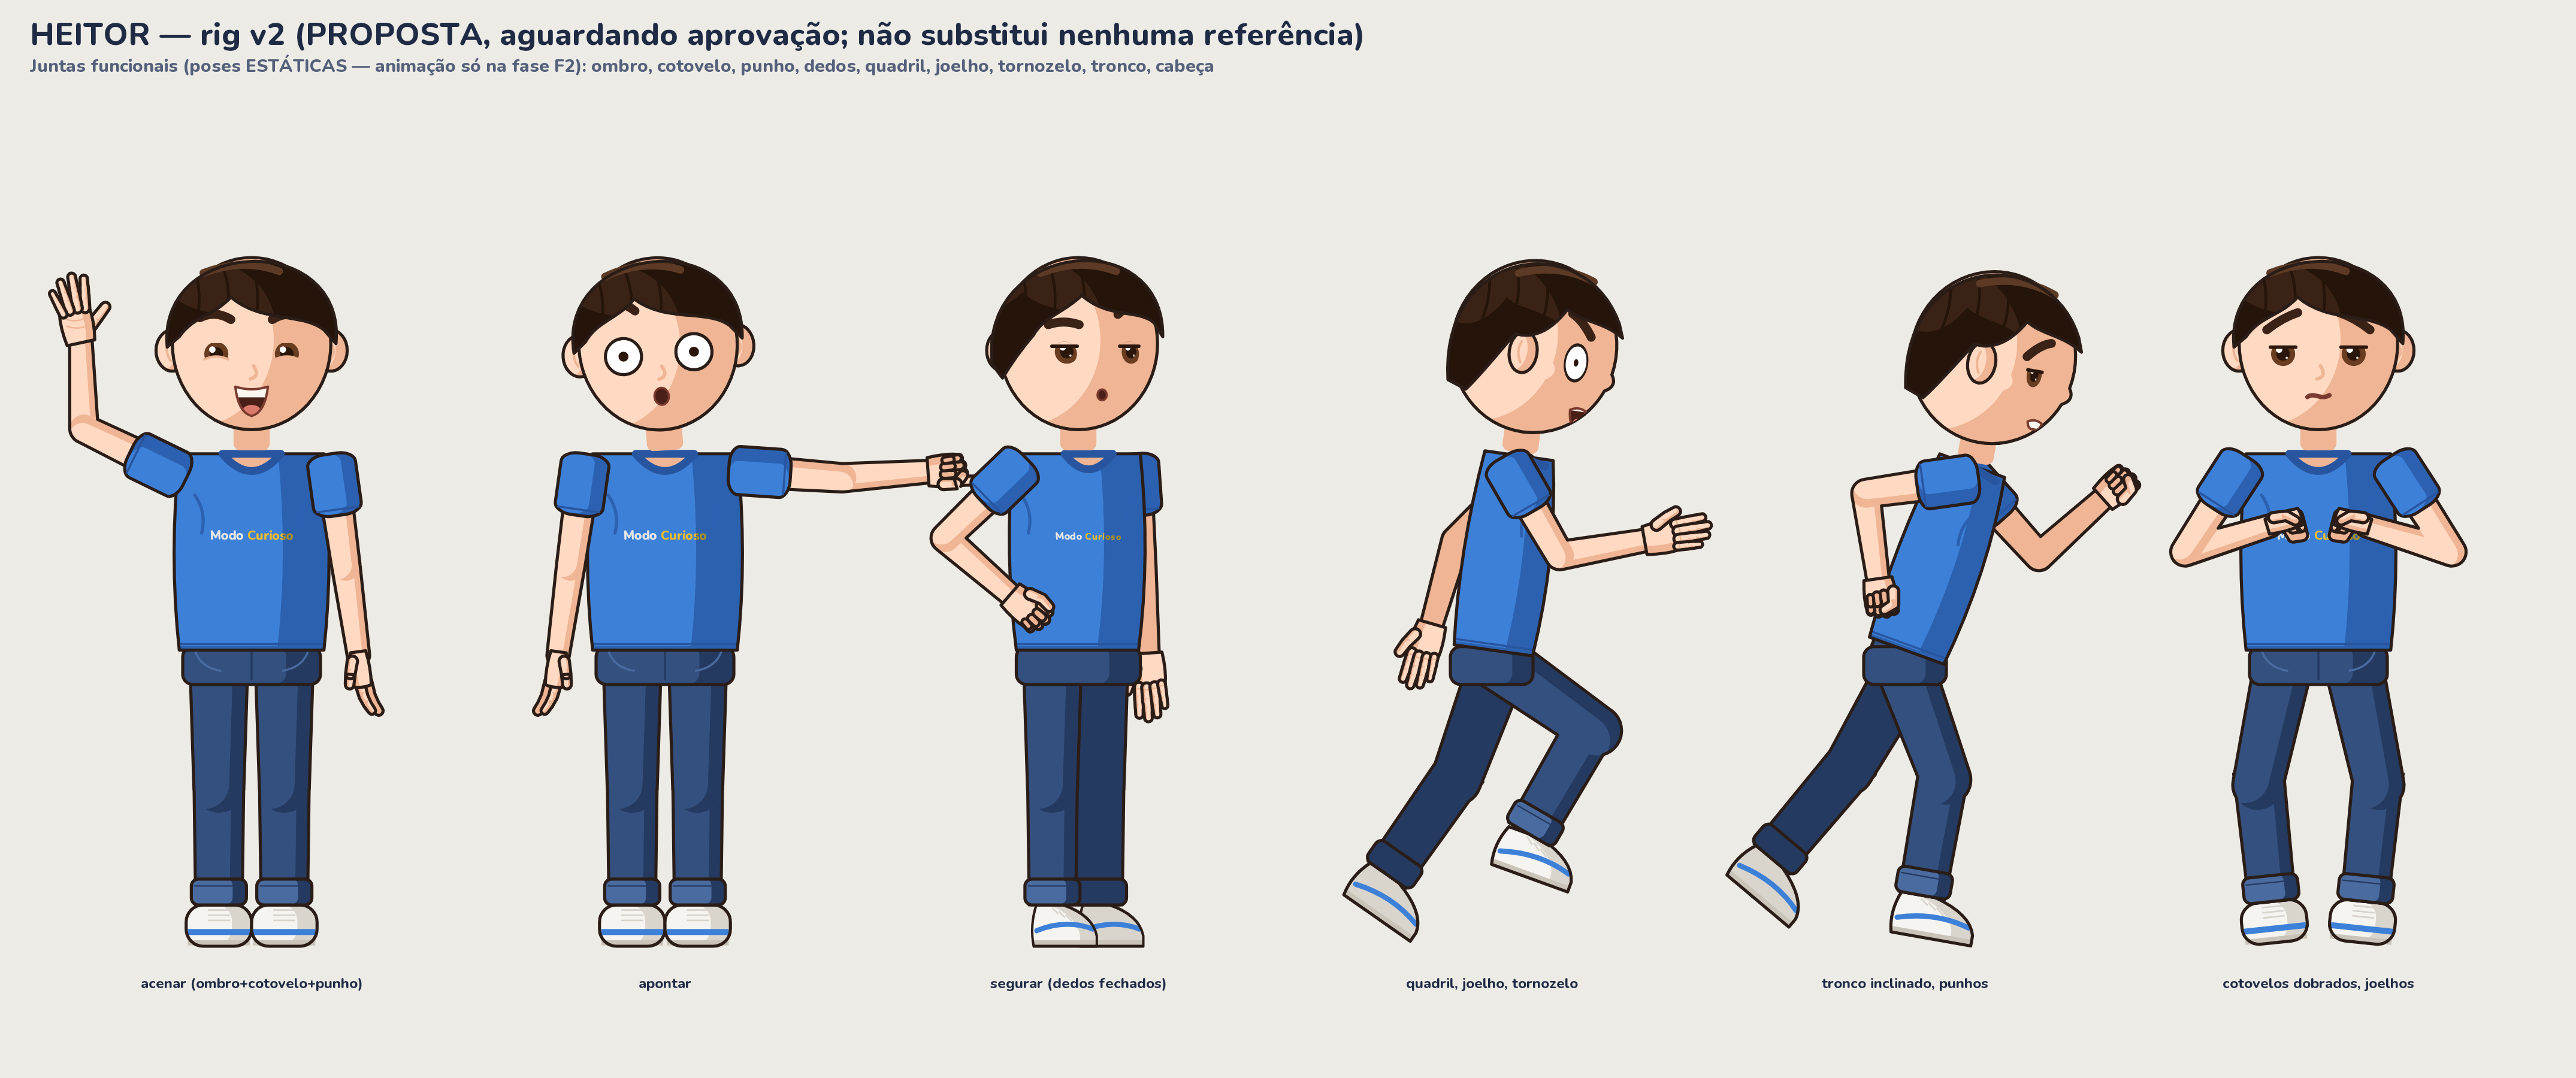 HEITOR — rig v2 (PROPOSTA, aguardando aprovação; não substitui nenhuma referência)
Juntas funcionais (poses ESTÁTICAS — animação só na fase F2): ombro, cotovelo, punho, dedos, quadril, joelho, tornozelo, tronco, cabeça
Modo Curioso
Modo Curioso
Modo Curioso
acenar (ombro+cotovelo+punho)
apontar
segurar (dedos fechados)
quadril, joelho, tornozelo
tronco inclinado, punhos
cotovelos dobrados, joelhos